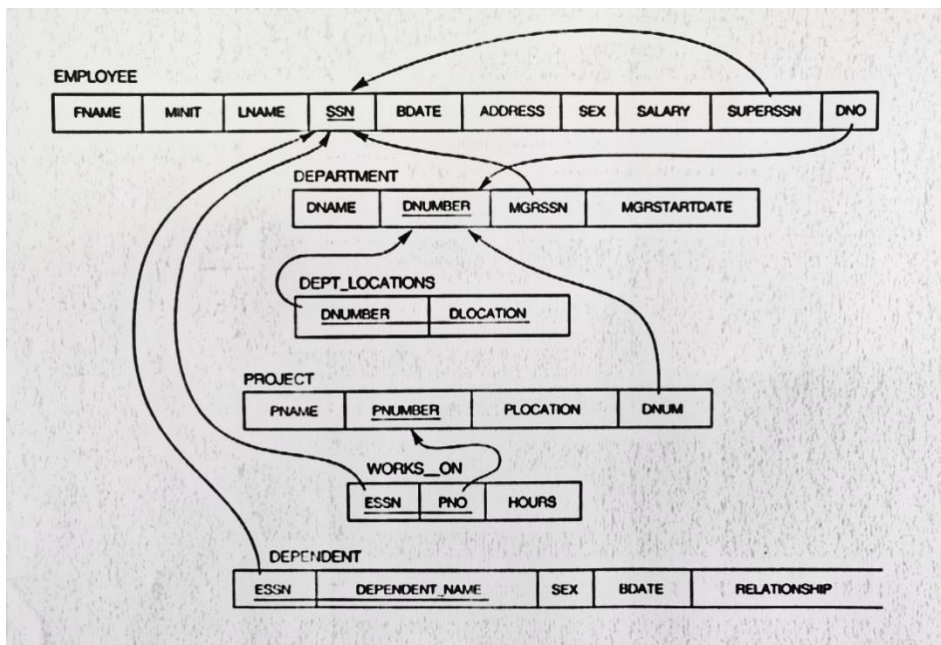 EMPLOYEE
FNAME MINIT LNAME SSN BDATE ADDRESS SEX SALARY SUPERSSN DNO
DEPARTMENT
DNAME DNUMBER MGRSSN MGRSTARTDATE
DEPT_LOCATIONS
DNUMBER DLOCATION
PROJECT
PNAME PNUMBER PLOCATION DNUM
WORKS_ON
ESSN PNO HOURS
DEPENDENT
ESSN DEPENDENT_NAME SEX BDATE RELATIONSHIP